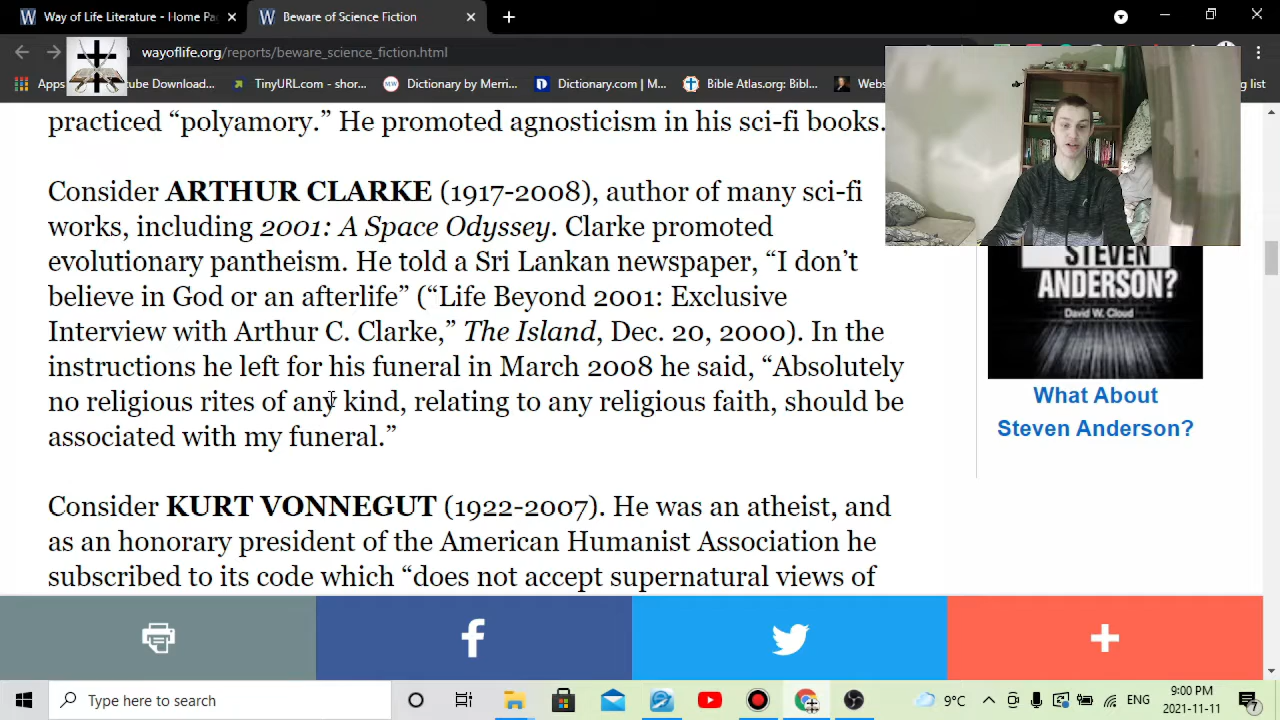 Way of Life Literature - Home Pa
Beware of Science Fiction
wayoflife.org/reports/beware_science_fiction.html
Apps
tube Download...
TinyURL.com - shor...
Dictionary by Merri...
Dictionary.com | M...
Bible Atlas.org: Bibl...
Webs
g list
practiced “polyamory.” He promoted agnosticism in his sci-fi books.
Consider ARTHUR CLARKE (1917-2008), author of many sci-fi
works, including 2001: A Space Odyssey. Clarke promoted
evolutionary pantheism. He told a Sri Lankan newspaper, “I don’t
believe in God or an afterlife” (“Life Beyond 2001: Exclusive
Interview with Arthur C. Clarke,” The Island, Dec. 20, 2000). In the
instructions he left for his funeral in March 2008 he said, “Absolutely
no religious rites of any kind, relating to any religious faith, should be
associated with my funeral.”
Consider KURT VONNEGUT (1922-2007). He was an atheist, and
as an honorary president of the American Humanist Association he
subscribed to its code which “does not accept supernatural views of
STEVEN
ANDERSON?
David W. Cloud
What About
Steven Anderson?
Type here to search
9°C
ENG
9:00 PM
2021-11-11
7